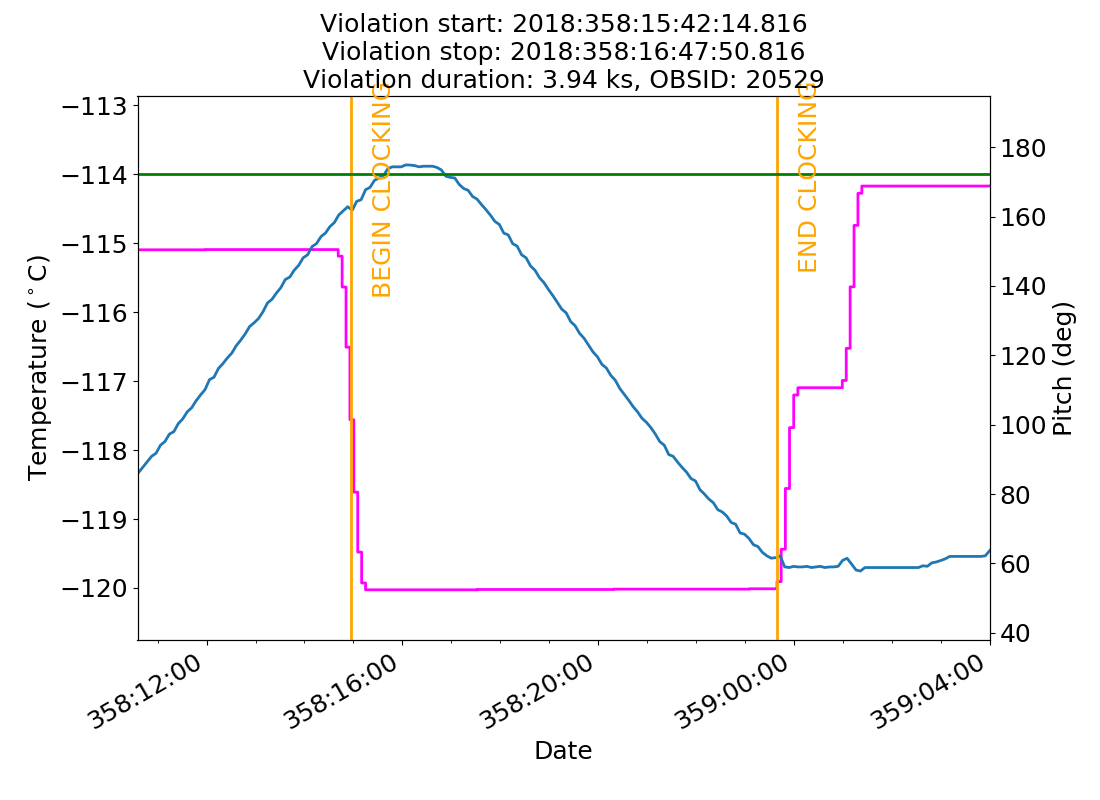 Violation start: 2018:358:15:42:14.816
Violation stop: 2018:358:16:47:50.816
Violation duration: 3.94 ks, OBSID: 20529
BEGIN CLOCKING
END CLOCKING
Temperature (°C)
−113
−114
−115
−116
−117
−118
−119
−120
180
160
140
120
100
80
60
40
Pitch (deg)
358:12:00
358:16:00
358:20:00
359:00:00
359:04:00
Date